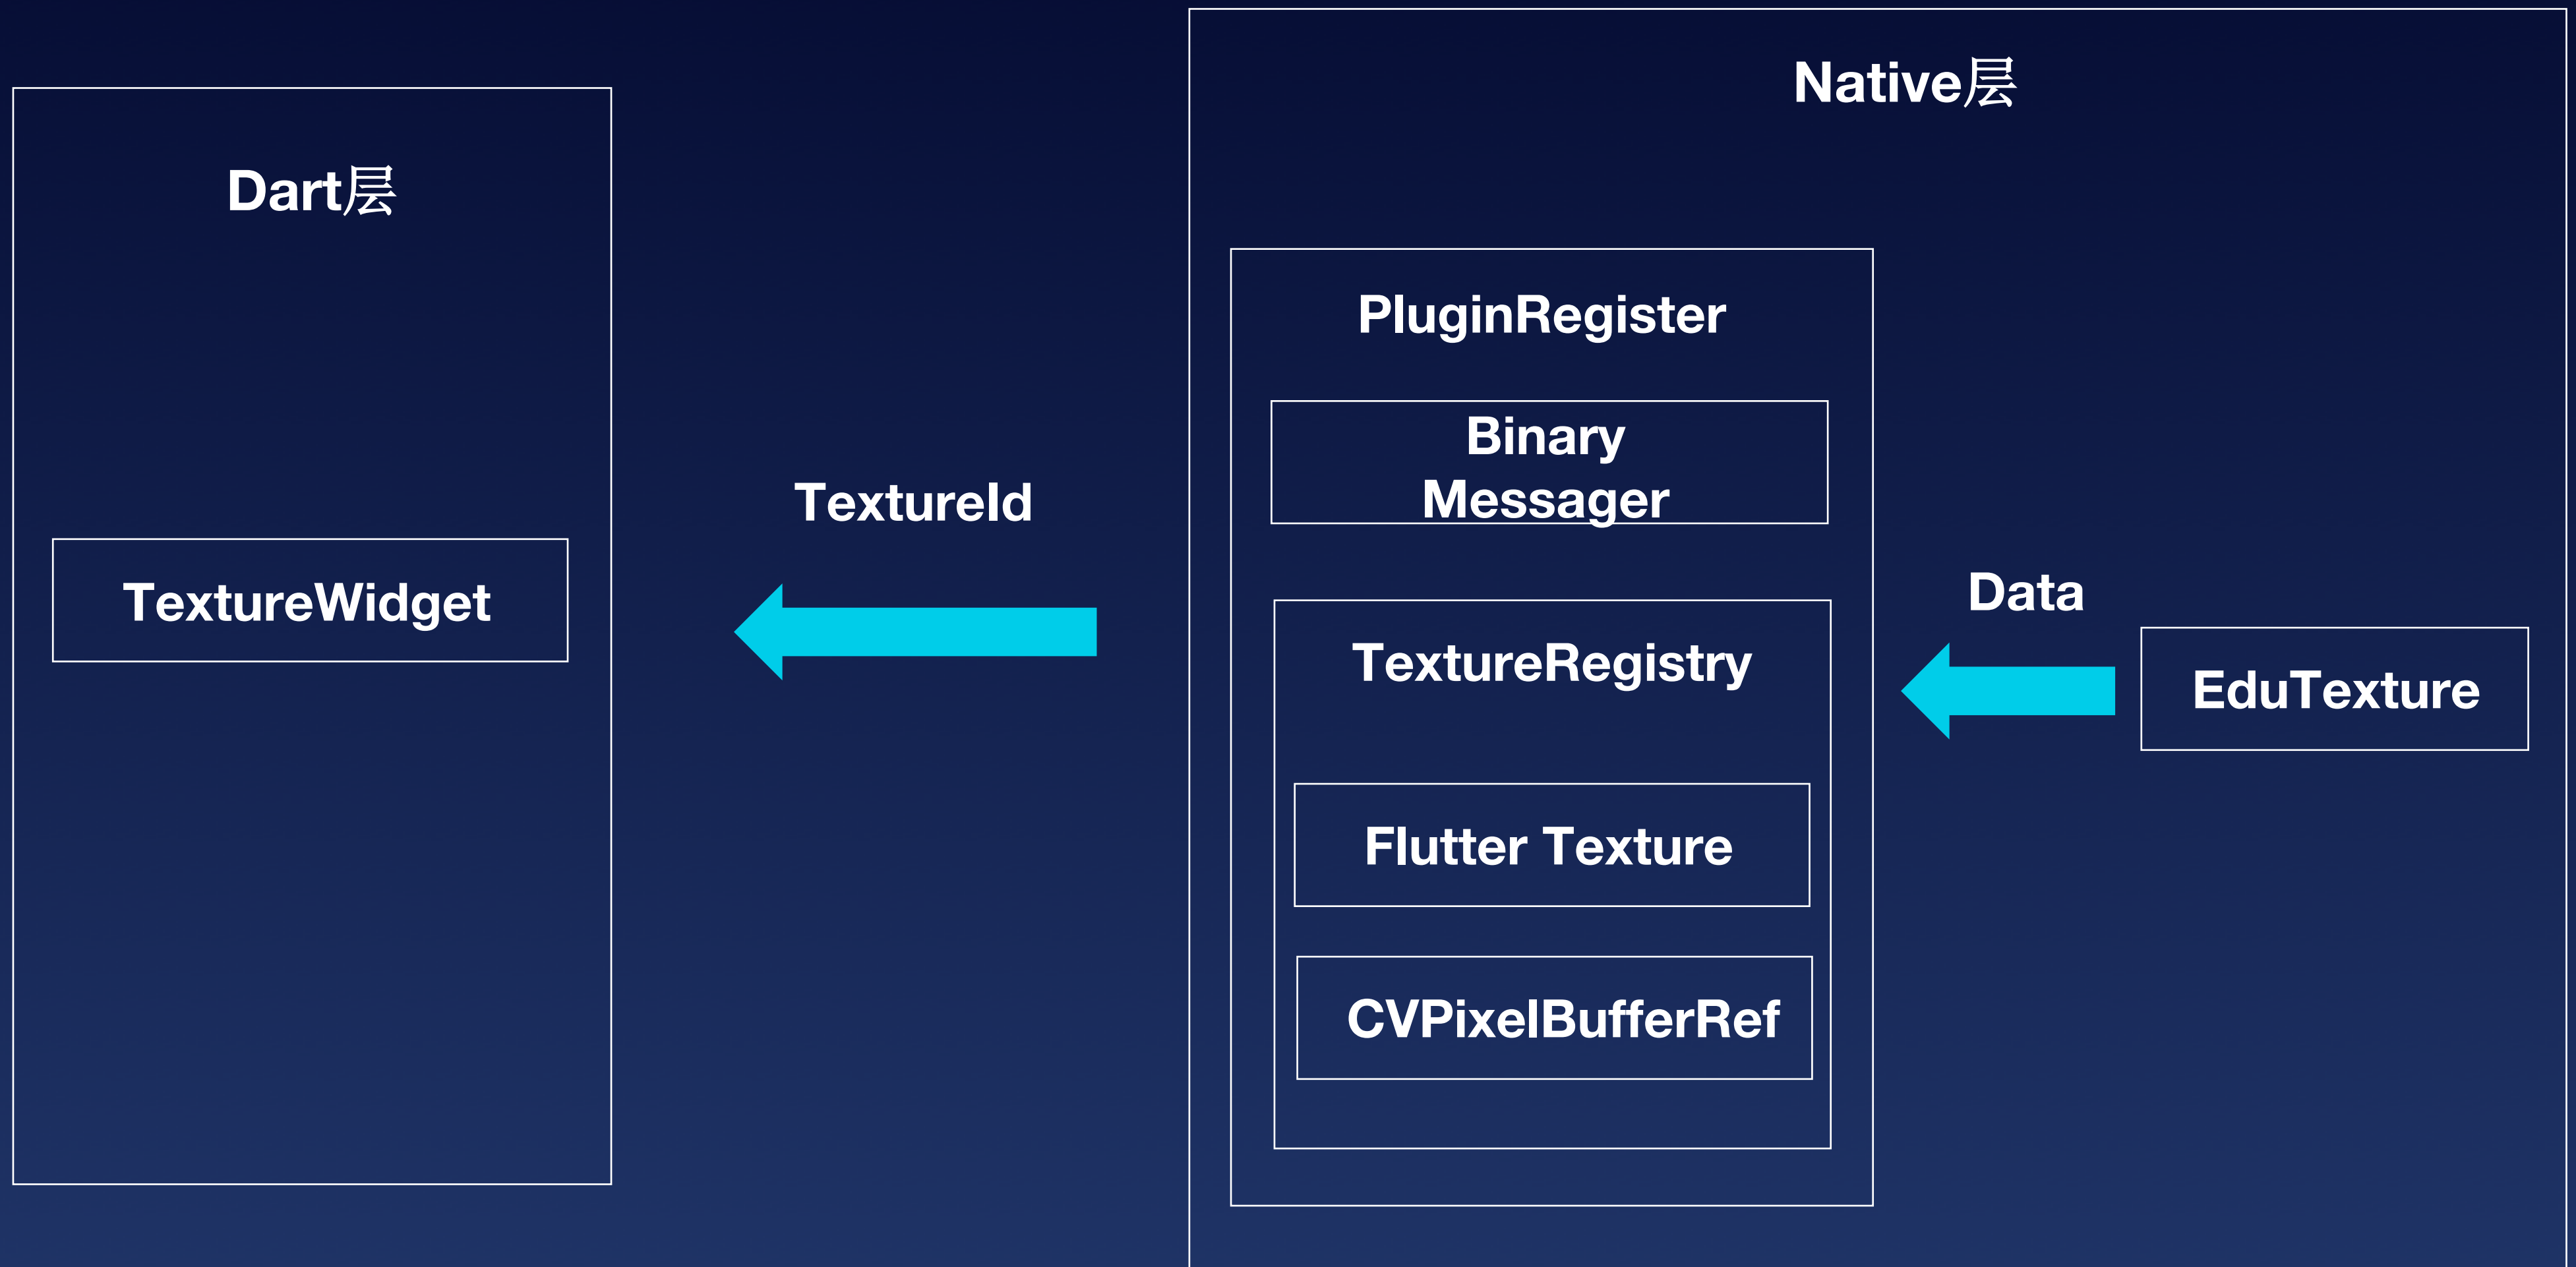 Dart层
TextureWidget
TextureId
Native层
PluginRegister
Binary
Messager
TextureRegistry
Flutter Texture
CVPixelBufferRef
Data
EduTexture